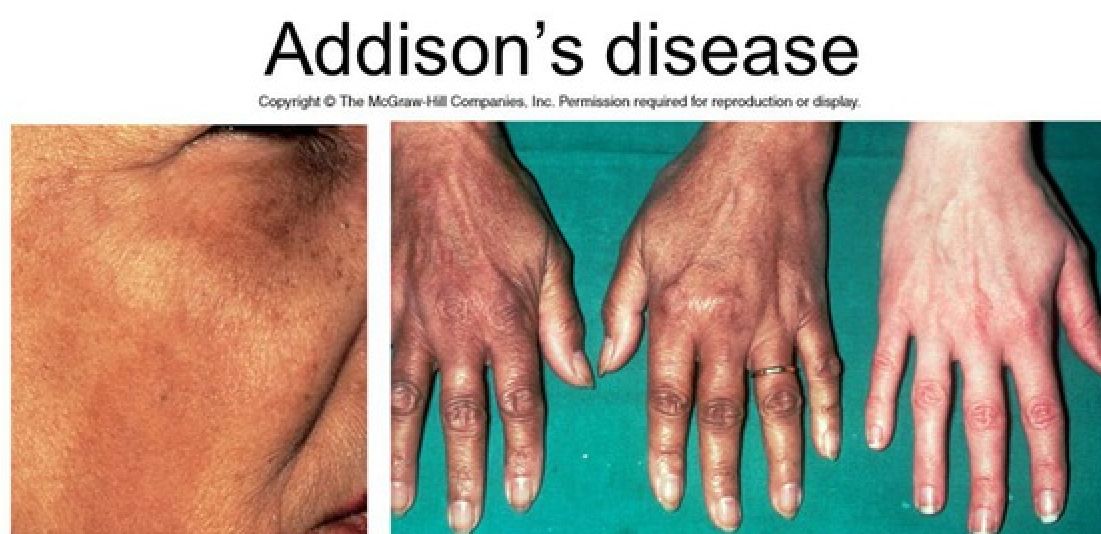 Addison’s disease
Copyright © The McGraw-Hill Companies, Inc. Permission required for reproduction or display.